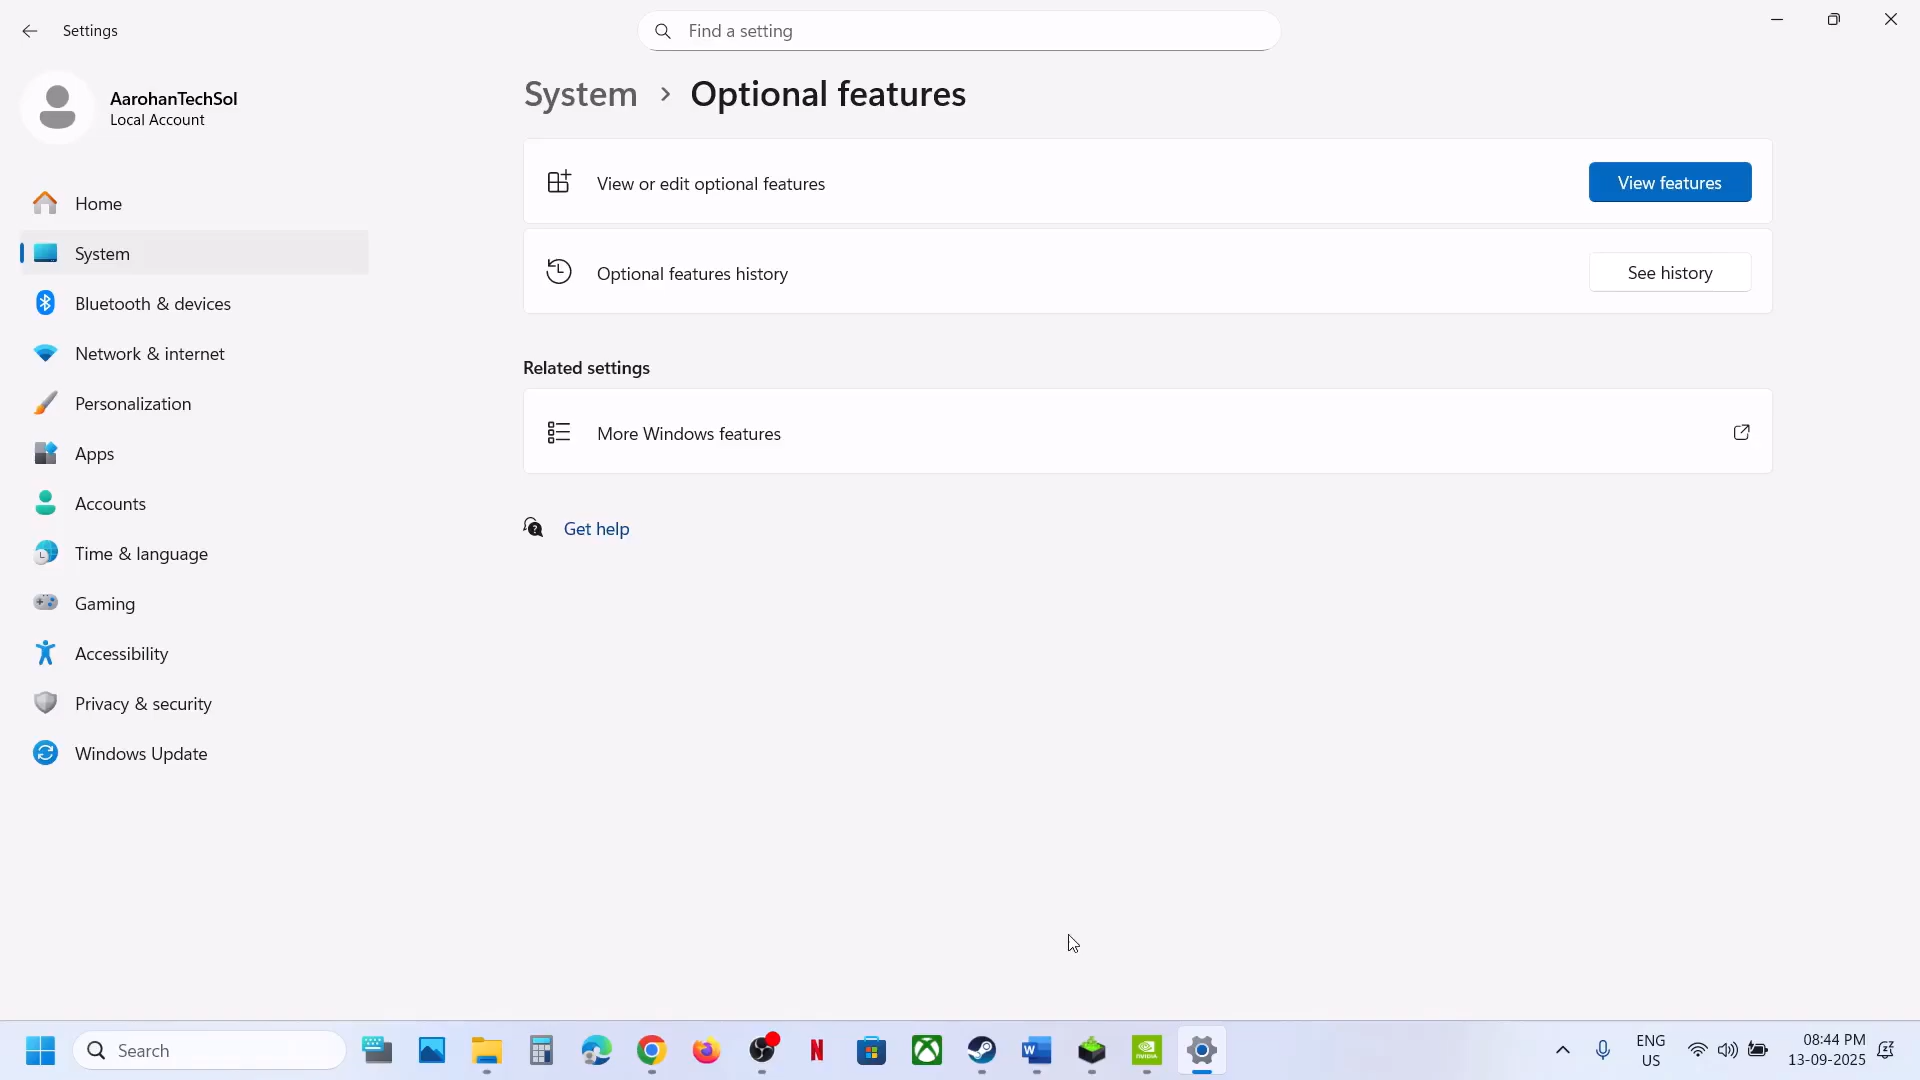 Settings
Find a setting
AarohanTechSol
Local Account
Home
System
Bluetooth & devices
Network & internet
Personalization
Apps
Accounts
Time & language
Gaming
Accessibility
Privacy & security
Windows Update
System > Optional features
View or edit optional features
View features
Optional features history
See history
Related settings
More Windows features
Get help
Search
ENG
US
08:44 PM
13-09-2025